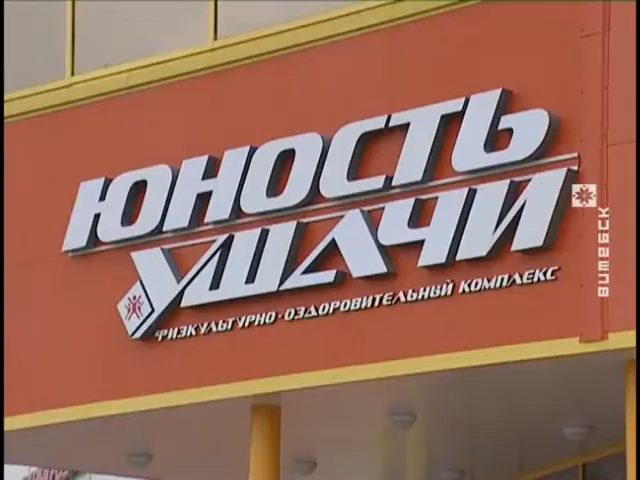 ЮНОСТЬ
УШАЧИ
ФИЗКУЛЬТУРНО-ОЗДОРОВИТЕЛЬНЫЙ КОМПЛЕКС
ВИТЕБСК